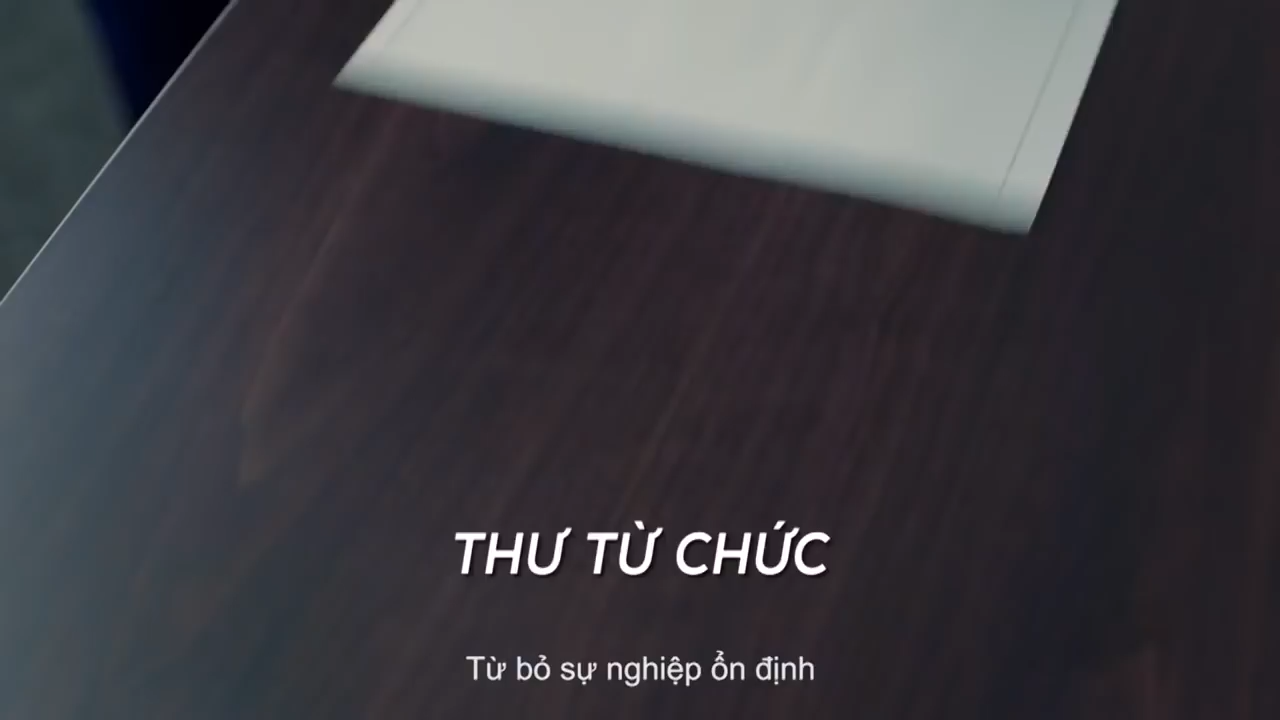 THƯ TỪ CHỨC
Từ bỏ sự nghiệp ổn định